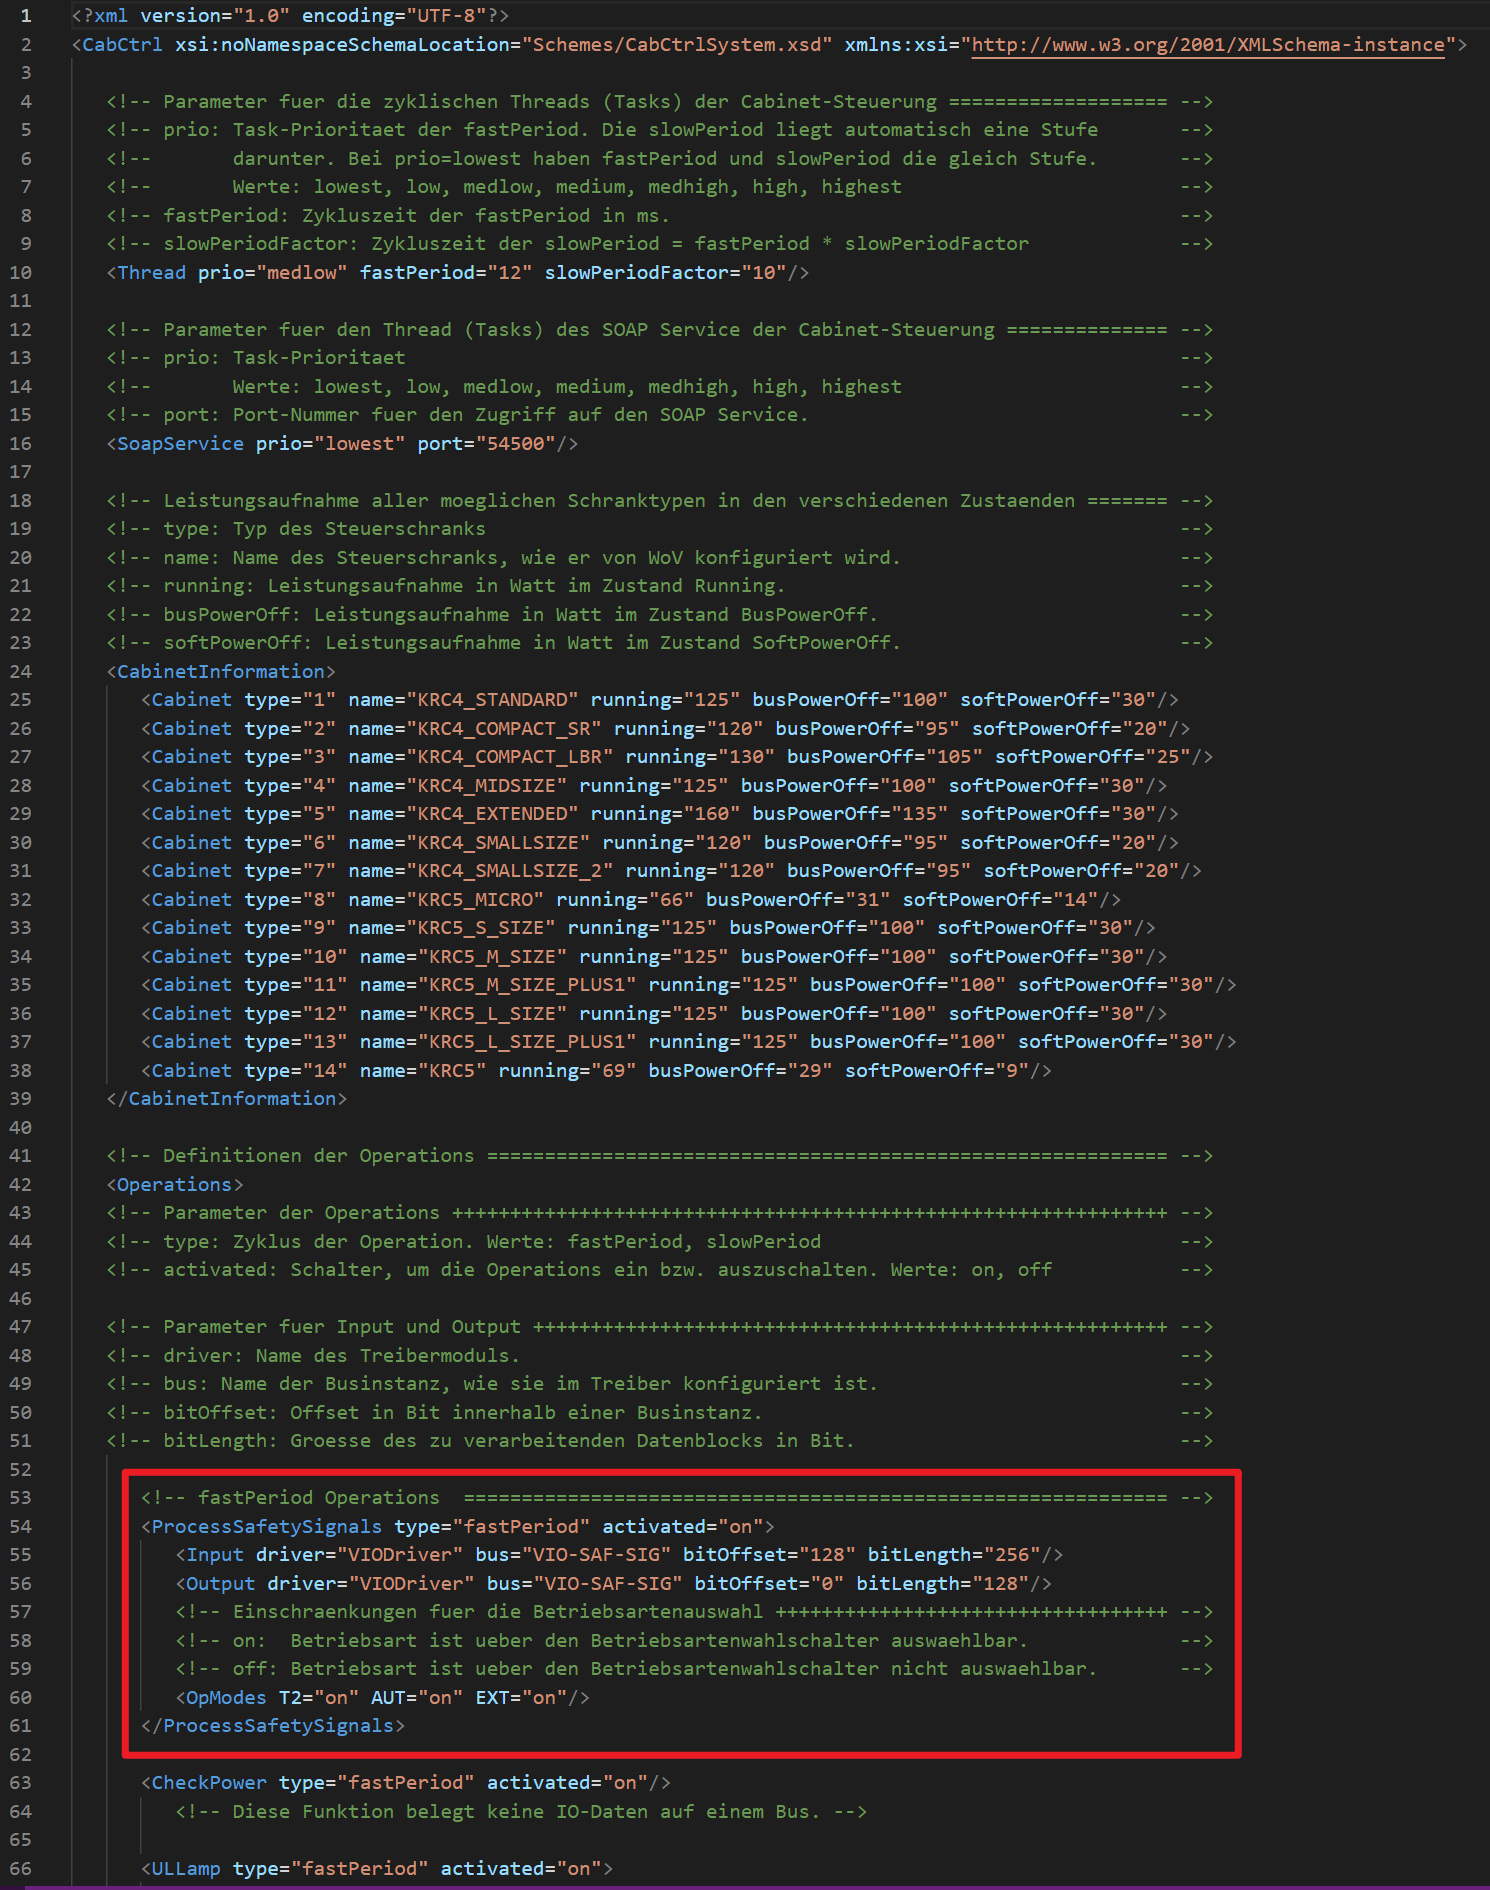 1 <?xml version="1.0" encoding="UTF-8"?>
2 <CabCtrl xsi:noNamespaceSchemaLocation="Schemes/CabCtrlSystem.xsd" xmlns:xsi="http://www.w3.org/2001/XMLSchema-instance">
3
4 <!-- Parameter fuer die zyklischen Threads (Tasks) der Cabinet-Steuerung =================== -->
5 <!-- prio: Task-Prioritaet der fastPeriod. Die slowPeriod liegt automatisch eine Stufe -->
6 <!-- darunter. Bei prio=lowest haben fastPeriod und slowPeriod die gleich Stufe. -->
7 <!-- Werte: lowest, low, medlow, medium, medhigh, high, highest -->
8 <!-- fastPeriod: Zykluszeit der fastPeriod in ms. -->
9 <!-- slowPeriodFactor: Zykluszeit der slowPeriod = fastPeriod * slowPeriodFactor -->
10 <Thread prio="medlow" fastPeriod="12" slowPeriodFactor="10"/>
11
12 <!-- Parameter fuer den Thread (Tasks) des SOAP Service der Cabinet-Steuerung ============== -->
13 <!-- prio: Task-Prioritaet -->
14 <!-- Werte: lowest, low, medlow, medium, medhigh, high, highest -->
15 <!-- port: Port-Nummer fuer den Zugriff auf den SOAP Service. -->
16 <SoapService prio="lowest" port="54500"/>
17
18 <!-- Leistungsaufnahme aller moeglichen Schranktypen in den verschiedenen Zustaenden ======= -->
19 <!-- type: Typ des Steuerschranks -->
20 <!-- name: Name des Steuerschranks, wie er von WoV konfiguriert wird. -->
21 <!-- running: Leistungsaufnahme in Watt im Zustand Running. -->
22 <!-- busPowerOff: Leistungsaufnahme in Watt im Zustand BusPowerOff. -->
23 <!-- softPowerOff: Leistungsaufnahme in Watt im Zustand SoftPowerOff. -->
24 <CabinetInformation>
25 <Cabinet type="1" name="KRC4_STANDARD" running="125" busPowerOff="100" softPowerOff="30"/>
26 <Cabinet type="2" name="KRC4_COMPACT_SR" running="120" busPowerOff="95" softPowerOff="20"/>
27 <Cabinet type="3" name="KRC4_COMPACT_LBR" running="130" busPowerOff="105" softPowerOff="25"/>
28 <Cabinet type="4" name="KRC4_MIDSIZE" running="125" busPowerOff="100" softPowerOff="30"/>
29 <Cabinet type="5" name="KRC4_EXTENDED" running="160" busPowerOff="135" softPowerOff="30"/>
30 <Cabinet type="6" name="KRC4_SMALLSIZE" running="120" busPowerOff="95" softPowerOff="20"/>
31 <Cabinet type="7" name="KRC4_SMALLSIZE_2" running="120" busPowerOff="95" softPowerOff="20"/>
32 <Cabinet type="8" name="KRC5_MICRO" running="66" busPowerOff="31" softPowerOff="14"/>
33 <Cabinet type="9" name="KRC5_S_SIZE" running="125" busPowerOff="100" softPowerOff="30"/>
34 <Cabinet type="10" name="KRC5_M_SIZE" running="125" busPowerOff="100" softPowerOff="30"/>
35 <Cabinet type="11" name="KRC5_M_SIZE_PLUS1" running="125" busPowerOff="100" softPowerOff="30"/>
36 <Cabinet type="12" name="KRC5_L_SIZE" running="125" busPowerOff="100" softPowerOff="30"/>
37 <Cabinet type="13" name="KRC5_L_SIZE_PLUS1" running="125" busPowerOff="100" softPowerOff="30"/>
38 <Cabinet type="14" name="KRC5" running="69" busPowerOff="29" softPowerOff="9"/>
39 </CabinetInformation>
40
41 <!-- Definitionen der Operations =========================================================== -->
42 <Operations>
43 <!-- Parameter der Operations ++++++++++++++++++++++++++++++++++++++++++++++++++++++++++++++ -->
44 <!-- type: Zyklus der Operation. Werte: fastPeriod, slowPeriod -->
45 <!-- activated: Schalter, um die Operations ein bzw. auszuschalten. Werte: on, off -->
46
47 <!-- Parameter fuer Input und Output +++++++++++++++++++++++++++++++++++++++++++++++++++++++ -->
48 <!-- driver: Name des Treibermoduls. -->
49 <!-- bus: Name der Businstanz, wie sie im Treiber konfiguriert ist. -->
50 <!-- bitOffset: Offset in Bit innerhalb einer Businstanz. -->
51 <!-- bitLength: Groesse des zu verarbeitenden Datenblocks in Bit. -->
52
53 <!-- fastPeriod Operations ============================================================= -->
54 <ProcessSafetySignals type="fastPeriod" activated="on">
55 <Input driver="VIODriver" bus="VIO-SAF-SIG" bitOffset="128" bitLength="256"/>
56 <Output driver="VIODriver" bus="VIO-SAF-SIG" bitOffset="0" bitLength="128"/>
57 <!-- Einschraenkungen fuer die Betriebsartenauswahl ++++++++++++++++++++++++++++++++++ -->
58 <!-- on: Betriebsart ist ueber den Betriebsartenwahlschalter auswaehlbar. -->
59 <!-- off: Betriebsart ist ueber den Betriebsartenwahlschalter nicht auswaehlbar. -->
60 <OpModes T2="on" AUT="on" EXT="on"/>
61 </ProcessSafetySignals>
62
63 <CheckPower type="fastPeriod" activated="on"/>
64 <!-- Diese Funktion belegt keine IO-Daten auf einem Bus. -->
65
66 <ULLamp type="fastPeriod" activated="on">